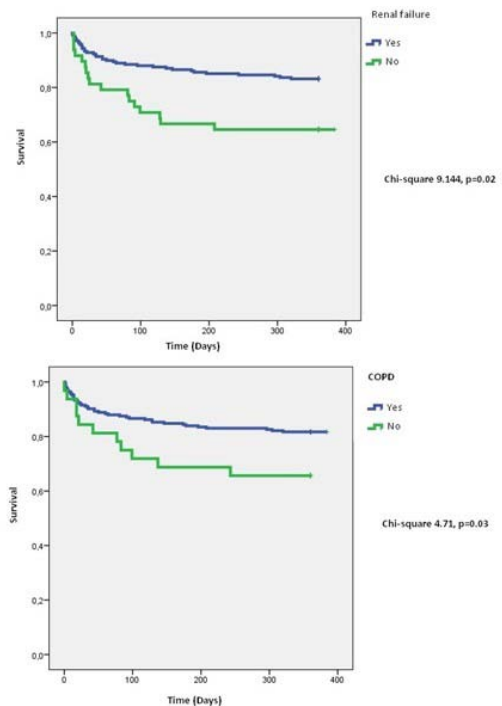 Renal failure
Yes
No
1,0
0,8
0,6
0,4
0,2
0,0
Survival
0
100
200
300
400
Time (Days)
Chi-square 9.144, p=0.02
COPD
Yes
No
1,0
0,8
0,6
0,4
0,2
0,0
Survival
0
100
200
300
400
Time (Days)
Chi-square 4.71, p=0.03